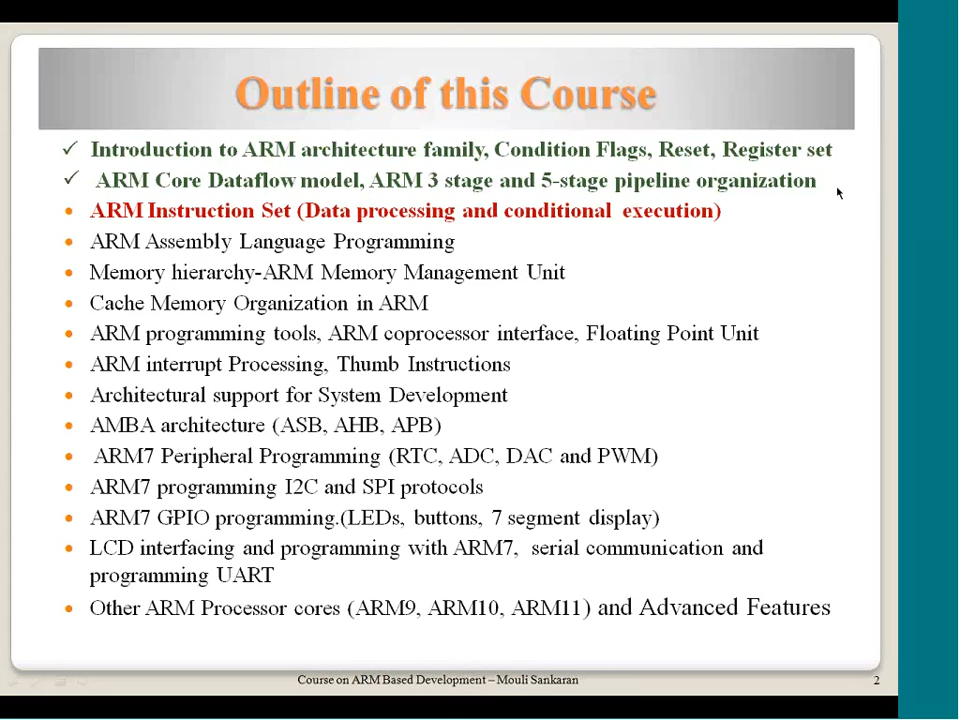 Outline of this Course
✓ Introduction to ARM architecture family, Condition Flags, Reset, Register set
✓ ARM Core Dataflow model, ARM 3 stage and 5-stage pipeline organization
• ARM Instruction Set (Data processing and conditional execution)
• ARM Assembly Language Programming
• Memory hierarchy-ARM Memory Management Unit
• Cache Memory Organization in ARM
• ARM programming tools, ARM coprocessor interface, Floating Point Unit
• ARM interrupt Processing, Thumb Instructions
• Architectural support for System Development
• AMBA architecture (ASB, AHB, APB)
• ARM7 Peripheral Programming (RTC, ADC, DAC and PWM)
• ARM7 programming I2C and SPI protocols
• ARM7 GPIO programming.(LEDs, buttons, 7 segment display)
• LCD interfacing and programming with ARM7, serial communication and
programming UART
• Other ARM Processor cores (ARM9, ARM10, ARM11) and Advanced Features
Course on ARM Based Development – Mouli Sankaran
2